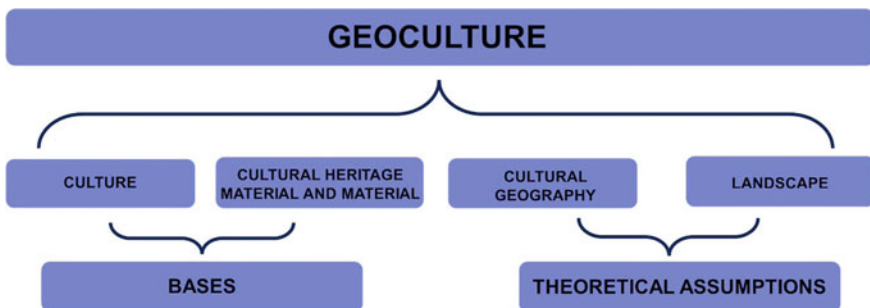 GEOCULTURE
CULTURE
CULTURAL HERITAGE
MATERIAL AND MATERIAL
CULTURAL
GEOGRAPHY
LANDSCAPE
BASES
THEORETICAL ASSUMPTIONS